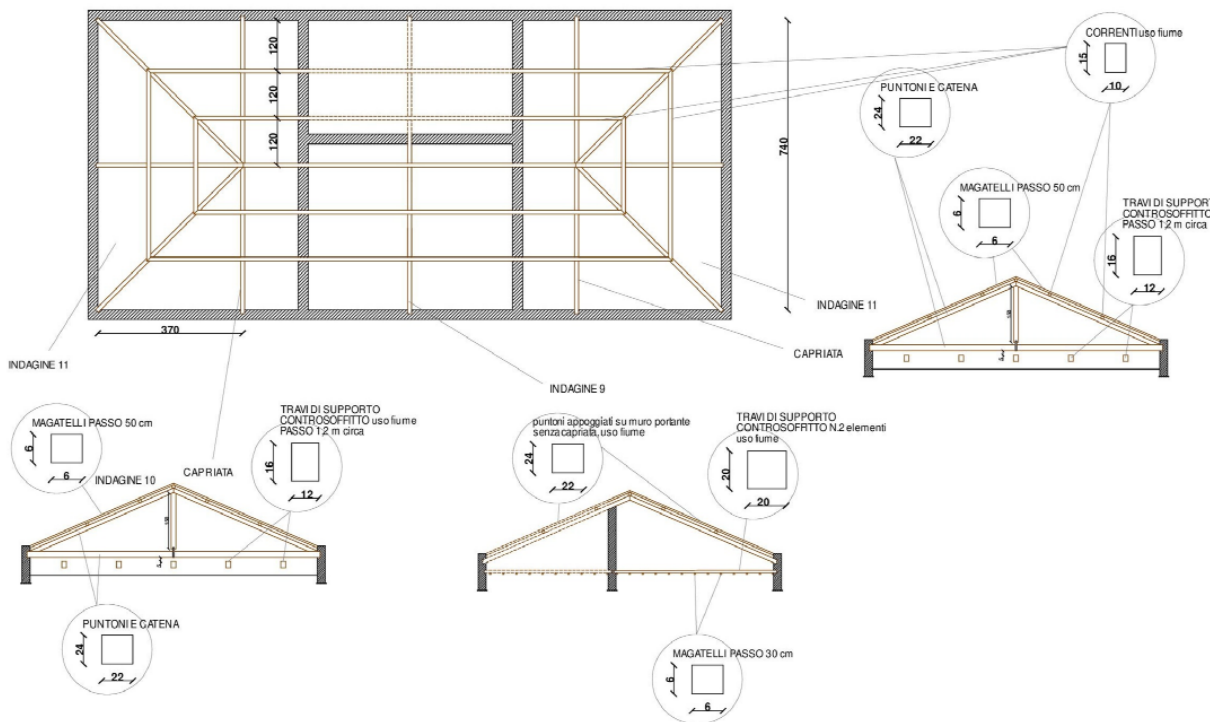 120
120
120
740
370
INDAGINE 11
INDAGINE 11
CAPRIATA
INDAGINE 9
CORRENTI uso fiume
15
10
PUNTONI E CATENA
24
22
MAGATELLI PASSO 50 cm
6
6
TRAVI DI SUPPORT
CONTROSOFFITTO
PASSO 1,2 m circa
16
12
MAGATELLI PASSO 50 cm
6
6
INDAGINE 10
TRAVI DI SUPPORTO
CONTROSOFFITTO uso fiume
PASSO 1,2 m circa
16
12
CAPRIATA
PUNTONI E CATENA
24
22
puntoni appoggiati su muro portante
senza capriata, uso fiume
24
22
TRAVI DI SUPPORTO
CONTROSOFRITTO N.2 elementi
uso fiume
20
20
MAGATELLI PASSO 30 cm
6
6